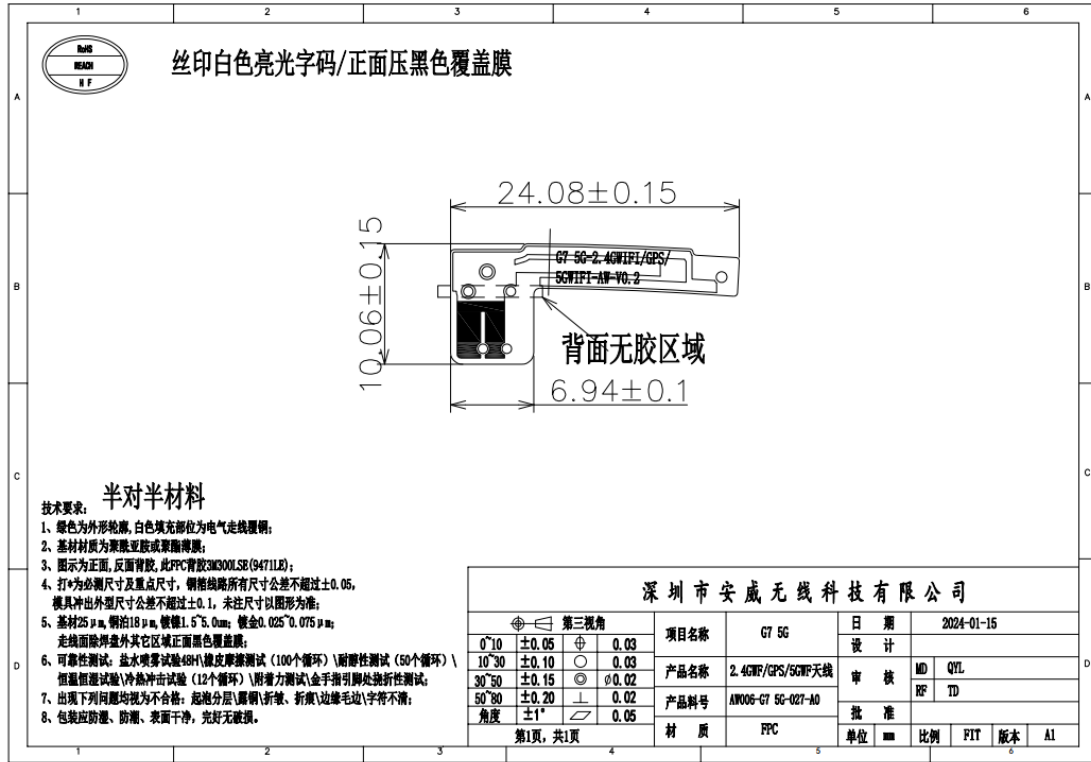 1 2 3 4 5 6
RoHS
REACH
H F
丝印白色亮光字码/正面压黑色覆盖膜
A A
24.08±0.15
10.06±0.15
G7 5G-2.4GWIFI/GPS/
5GWIFI-AW-V0.2
B B
背面无胶区域
6.94±0.1
C C
半对半材料
技术要求:
1、绿色为外形轮廓,白色填充部位为电气走线覆铜;
2、基材材质为聚酰亚胺或聚酯薄膜;
3、图示为正面,反面背胶,此FPC背胶3M300LSE(9471LE);
4、打*为必测尺寸及重点尺寸,铜箔线路所有尺寸公差不超过±0.05,
模具冲出外型尺寸公差不超过±0.1,未注尺寸以图形为准;
5、基材25μm,铜泊18μm,镀镍1.5~5.0um; 镀金0.025~0.075μm;
走线面除焊盘外其它区域正面黑色覆盖膜;
6、可靠性测试: 盐水喷雾试验48H\橡皮摩擦测试(100个循环)\耐醇性测试(50个循环)\
恒温恒湿试验\冷热冲击试验(12个循环)\附着力测试\金手指引脚处挠折性测试;
7、出现下列问题均视为不合格: 起泡分层\露铜\折皱、折痕\边缘毛边\字符不清;
8、包装应防湿、防潮、表面干净,完好无破损。
D D
深圳市安威无线科技有限公司
第三视角
0~10 ±0.05 0.03
10~30 ±0.10 0.03
30~50 ±0.15 ø0.02
50~80 ±0.20 0.02
角度 ±1° 0.05
第1页,共1页
项目名称 G7 5G
产品名称 2.4GWF/GPS/5GWF天线
产品料号 AW006-G7 5G-027-A0
材 质 FPC
日 期 2024-01-15
设 计
审 核 MD QYL
RF TD
批 准
单位 mm 比例 FIT 版本 A1
1 2 3 4 5 6